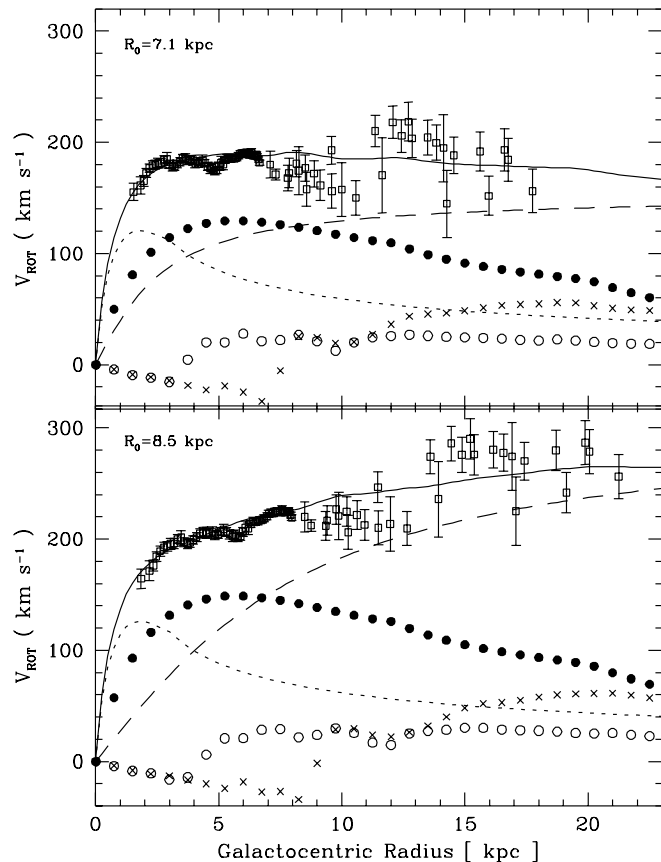 300
R₀=7.1 kpc
200
100
0
V_ROT ( km s⁻¹ )
300
R₀=8.5 kpc
200
100
0
V_ROT ( km s⁻¹ )
0 5 10 15 20
Galactocentric Radius [ kpc ]